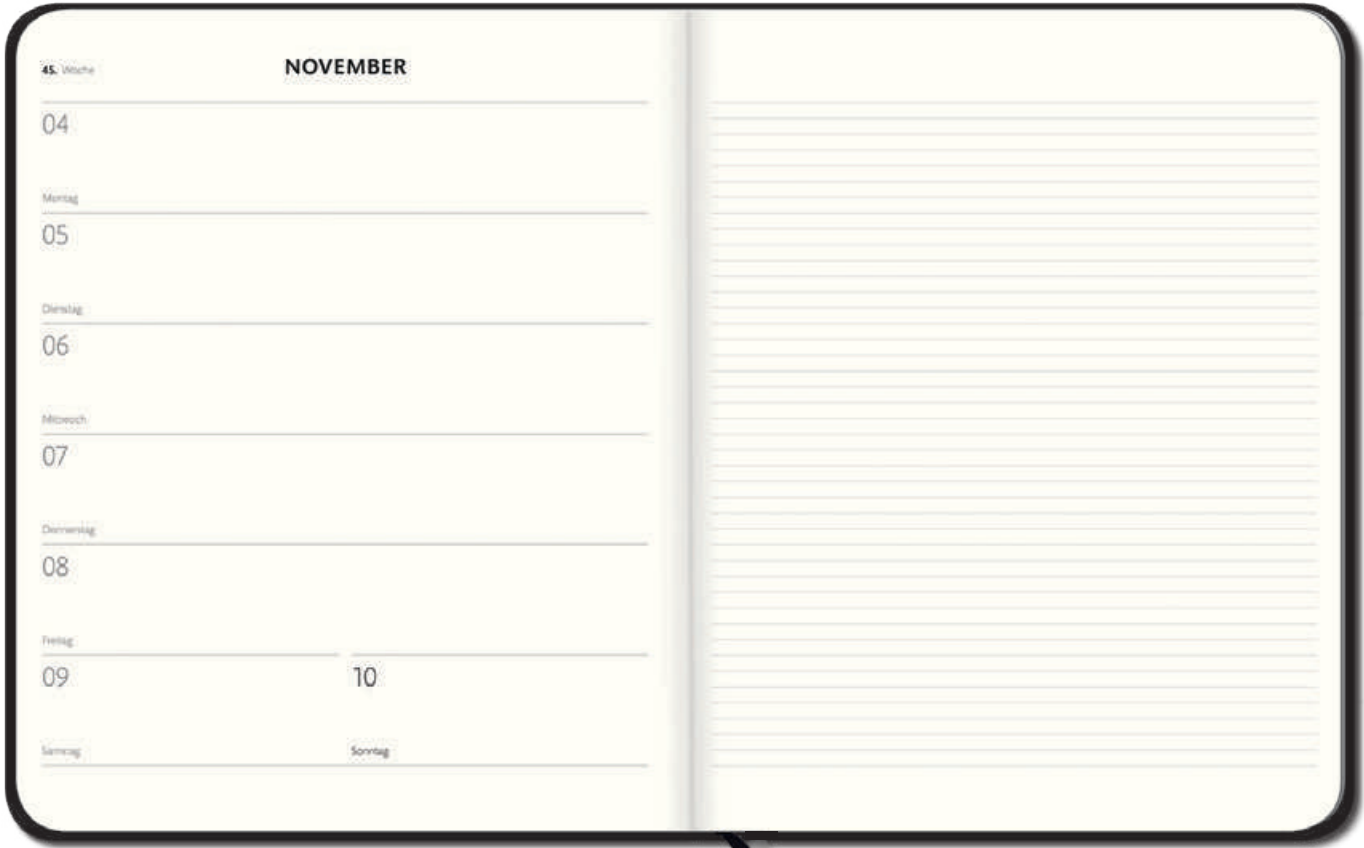 45. Woche
NOVEMBER
04
Montag
05
Dienstag
06
Mittwoch
07
Donnerstag
08
Freitag
09
10
Samstag
Sonntag